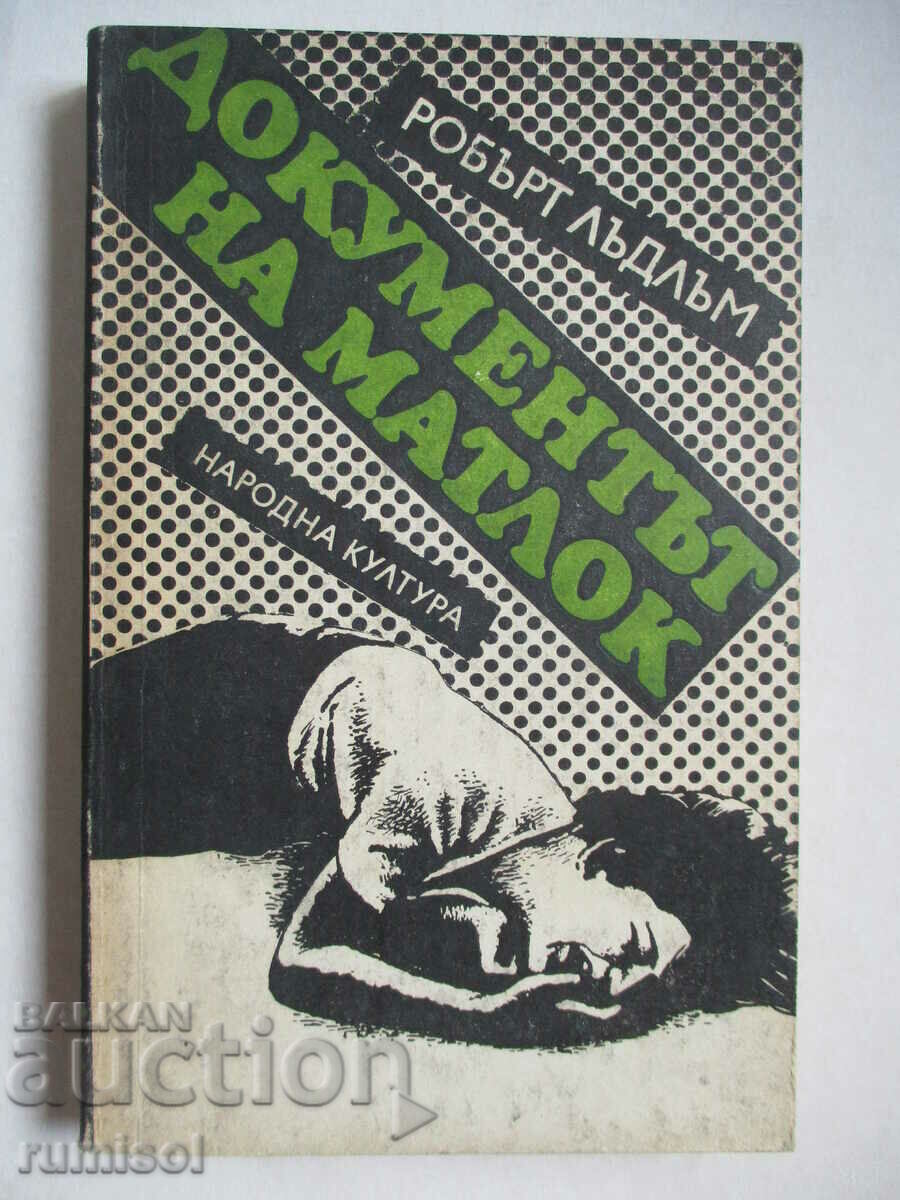 РОБЪРТ ЛЪДЛЪМ
ДОКУМЕНТЪТ
НА МАТЛОК
НАРОДНА КУЛТУРА
BALKAN
auction
rumisol